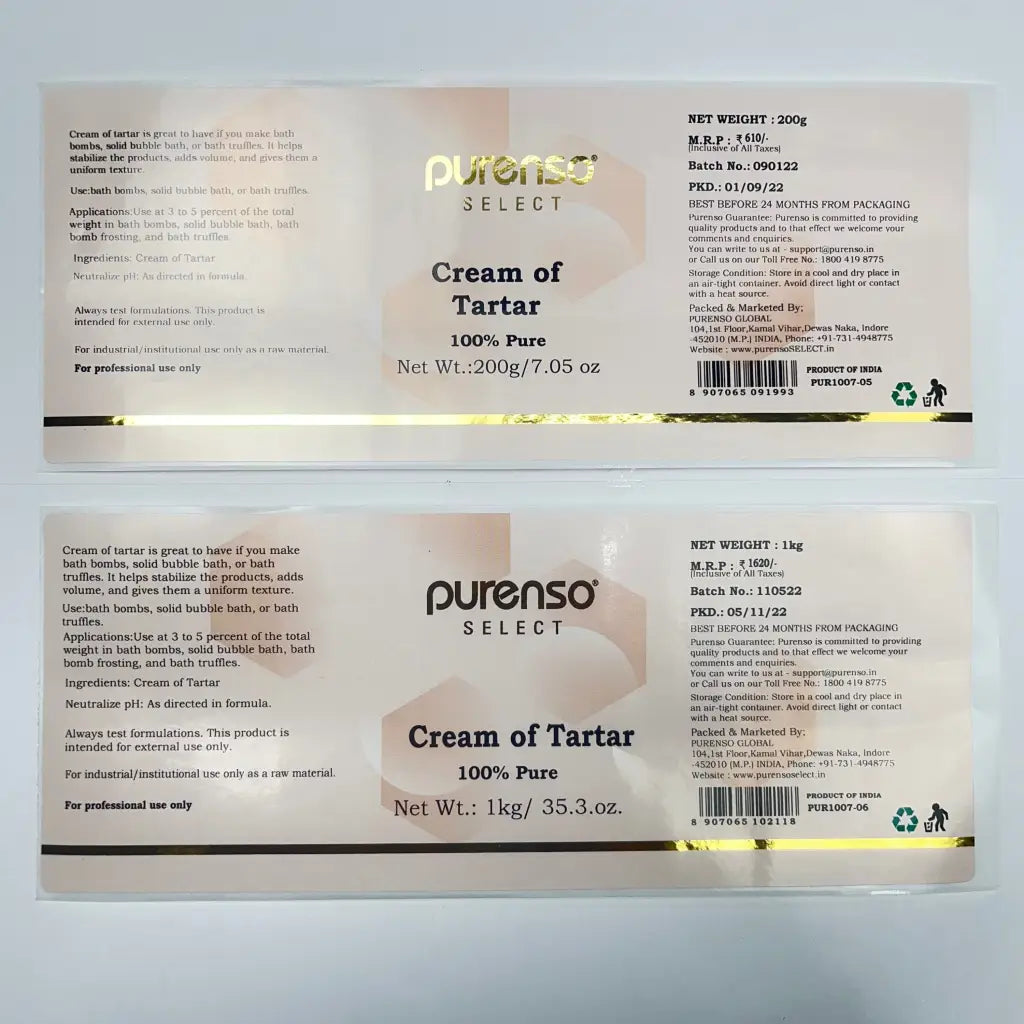 Cream of tartar is great to have if you make bath
bombs, solid bubble bath, or bath truffles. It helps
stabilize the products, adds volume, and gives them a
uniform texture.
Use:bath bombs, solid bubble bath, or bath truffles.
Applications:Use at 3 to 5 percent of the total
weight in bath bombs, solid bubble bath, bath
bomb frosting, and bath truffles.
Ingredients: Cream of Tartar
Neutralize pH: As directed in formula.
Always test formulations. This product is
intended for external use only.
For industrial/institutional use only as a raw material.
For professional use only
purenso®
SELECT
Cream of
Tartar
100% Pure
Net Wt.:200g/7.05 oz
NET WEIGHT : 200g
M.R.P : ₹ 610/-
(Inclusive of All Taxes)
Batch No.: 090122
PKD.: 01/09/22
BEST BEFORE 24 MONTHS FROM PACKAGING
Purenso Guarantee: Purenso is committed to providing
quality products and to that effect we welcome your
comments and enquiries.
You can write to us at - support@purenso.in
or Call us on our Toll Free No.: 1800 419 8775
Storage Condition: Store in a cool and dry place in
an air-tight container. Avoid direct light or contact
with a heat source.
Packed & Marketed By;
PURENSO GLOBAL
104,1st Floor,Kamal Vihar,Dewas Naka, Indore
-452010 (M.P.) INDIA, Phone: +91-731-4948775
Website : www.purensoSELECT.in
8 907065 091993
PRODUCT OF INDIA
PUR1007-05
Cream of tartar is great to have if you make
bath bombs, solid bubble bath, or bath
truffles. It helps stabilize the products, adds
volume, and gives them a uniform texture.
Use:bath bombs, solid bubble bath, or bath
truffles.
Applications:Use at 3 to 5 percent of the total
weight in bath bombs, solid bubble bath, bath
bomb frosting, and bath truffles.
Ingredients: Cream of Tartar
Neutralize pH: As directed in formula.
Always test formulations. This product is
intended for external use only.
For industrial/institutional use only as a raw material.
For professional use only
purenso®
SELECT
Cream of Tartar
100% Pure
Net Wt.: 1kg/ 35.3.oz.
NET WEIGHT : 1kg
M.R.P : ₹ 1620/-
(Inclusive of All Taxes)
Batch No.: 110522
PKD.: 05/11/22
BEST BEFORE 24 MONTHS FROM PACKAGING
Purenso Guarantee: Purenso is committed to providing
quality products and to that effect we welcome your
comments and enquiries.
You can write to us at - support@purenso.in
or Call us on our Toll Free No.: 1800 419 8775
Storage Condition: Store in a cool and dry place in
an air-tight container. Avoid direct light or contact
with a heat source.
Packed & Marketed By;
PURENSO GLOBAL
104,1st Floor,Kamal Vihar,Dewas Naka, Indore
-452010 (M.P.) INDIA, Phone: +91-731-4948775
Website : www.purensoselect.in
8 907065 102118
PRODUCT OF INDIA
PUR1007-06